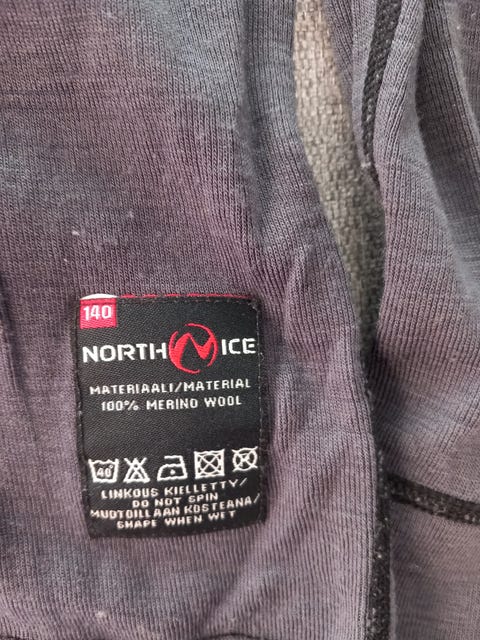 140
NORTH N ICE
MATERIAALI/MATERIAL
100% MERINO WOOL
40
LINKOUS KIELLETTY/
DO NOT SPIN
MUOTOILLAAN KOSTEANA/
SHAPE WHEN WET